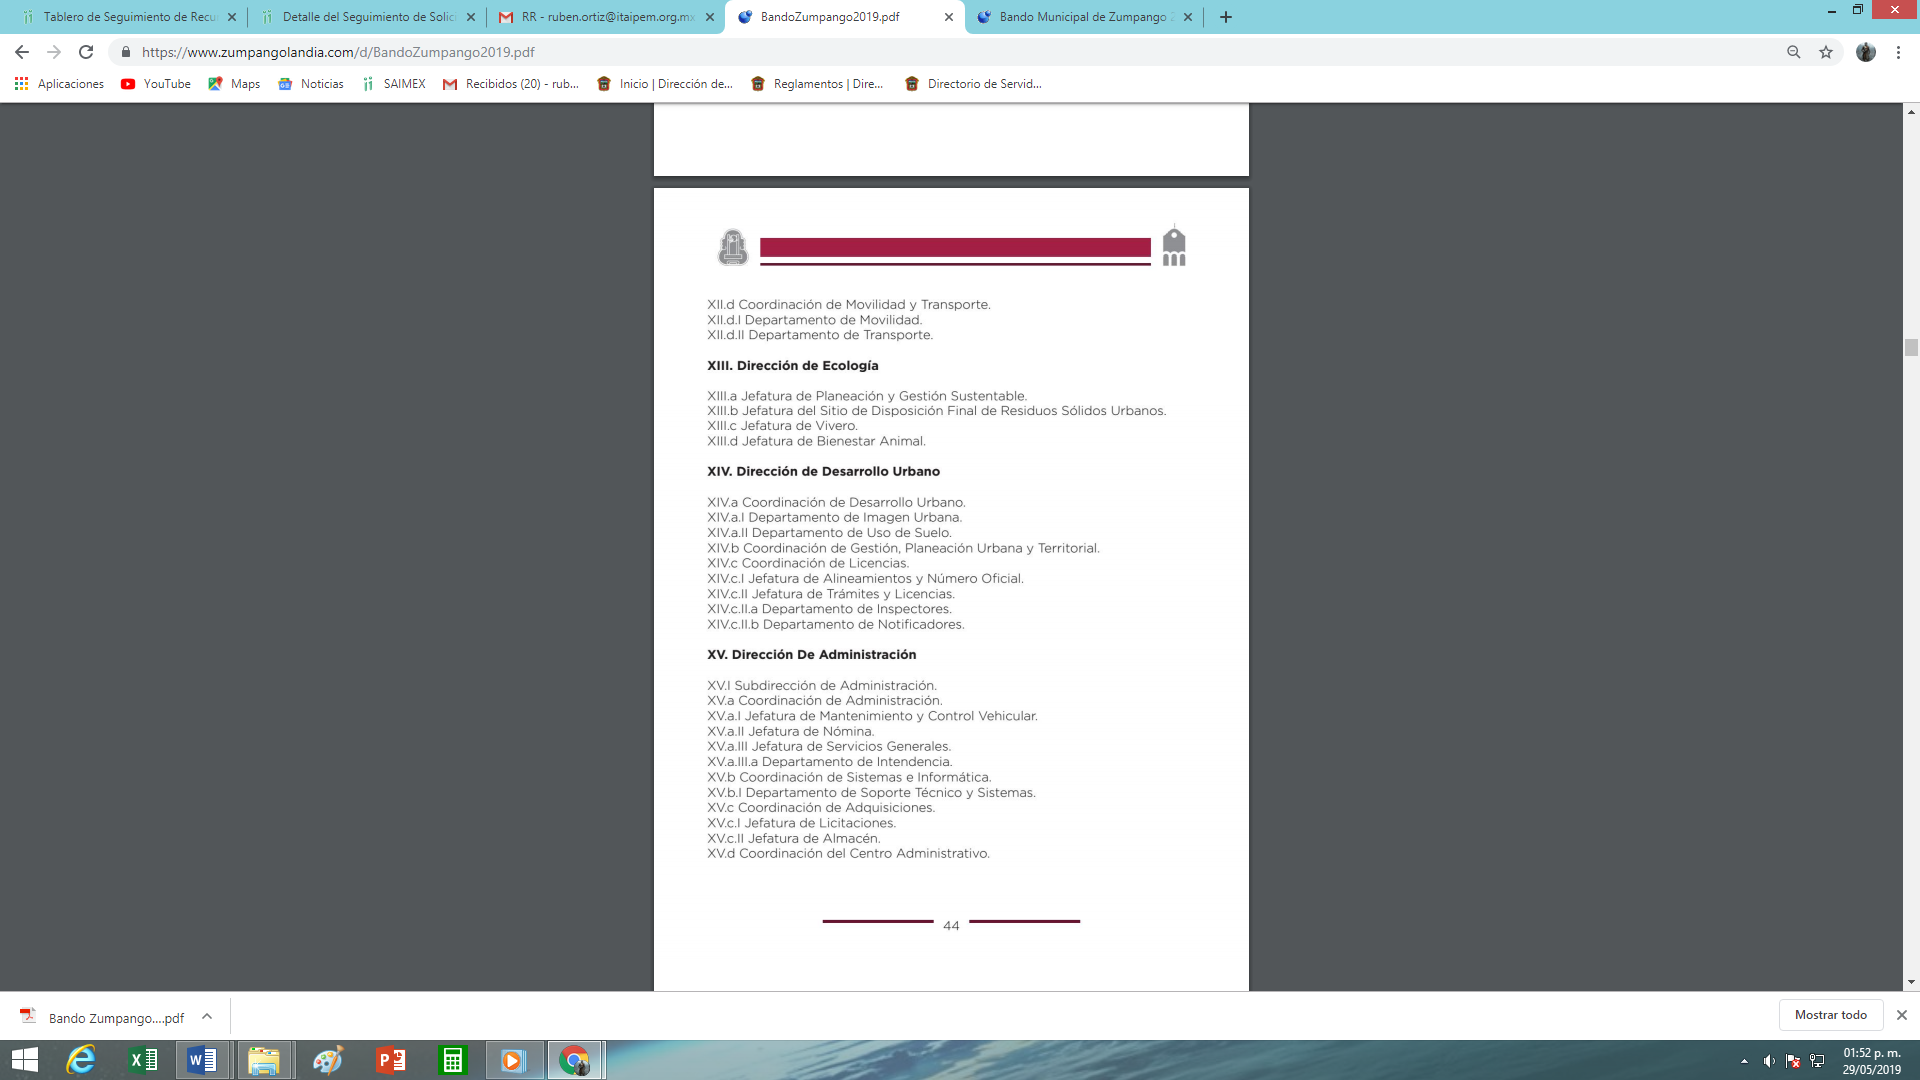 Tablero de Seguimiento de Recu
Detalle del Seguimiento de Solici
RR - ruben.ortiz@itaipem.org.mx
BandoZumpango2019.pdf
Bando Municipal de Zumpango 2
https://www.zumpangolandia.com/d/BandoZumpango2019.pdf
Aplicaciones
YouTube
Maps
Noticias
SAIMEX
Recibidos (20) - rub...
Inicio | Dirección de...
Reglamentos | Dire...
Directorio de Servid...
XII.d Coordinación de Movilidad y Transporte.
XII.d.I Departamento de Movilidad.
XII.d.II Departamento de Transporte.
XIII. Dirección de Ecología
XIII.a Jefatura de Planeación y Gestión Sustentable.
XIII.b Jefatura del Sitio de Disposición Final de Residuos Sólidos Urbanos.
XIII.c Jefatura de Vivero.
XIII.d Jefatura de Bienestar Animal.
XIV. Dirección de Desarrollo Urbano
XIV.a Coordinación de Desarrollo Urbano.
XIV.a.I Departamento de Imagen Urbana.
XIV.a.II Departamento de Uso de Suelo.
XIV.b Coordinación de Gestión, Planeación Urbana y Territorial.
XIV.c Coordinación de Licencias.
XIV.c.I Jefatura de Alineamientos y Número Oficial.
XIV.c.II Jefatura de Trámites y Licencias.
XIV.c.II.a Departamento de Inspectores.
XIV.c.II.b Departamento de Notificadores.
XV. Dirección De Administración
XV.I Subdirección de Administración.
XV.a Coordinación de Administración.
XV.a.I Jefatura de Mantenimiento y Control Vehicular.
XV.a.II Jefatura de Nómina.
XV.a.III Jefatura de Servicios Generales.
XV.a.III.a Departamento de Intendencia.
XV.b Coordinación de Sistemas e Informática.
XV.b.I Departamento de Soporte Técnico y Sistemas.
XV.c Coordinación de Adquisiciones.
XV.c.I Jefatura de Licitaciones.
XV.c.II Jefatura de Almacén.
XV.d Coordinación del Centro Administrativo.
44
Bando Zumpango....pdf
Mostrar todo
01:52 p. m.
29/05/2019